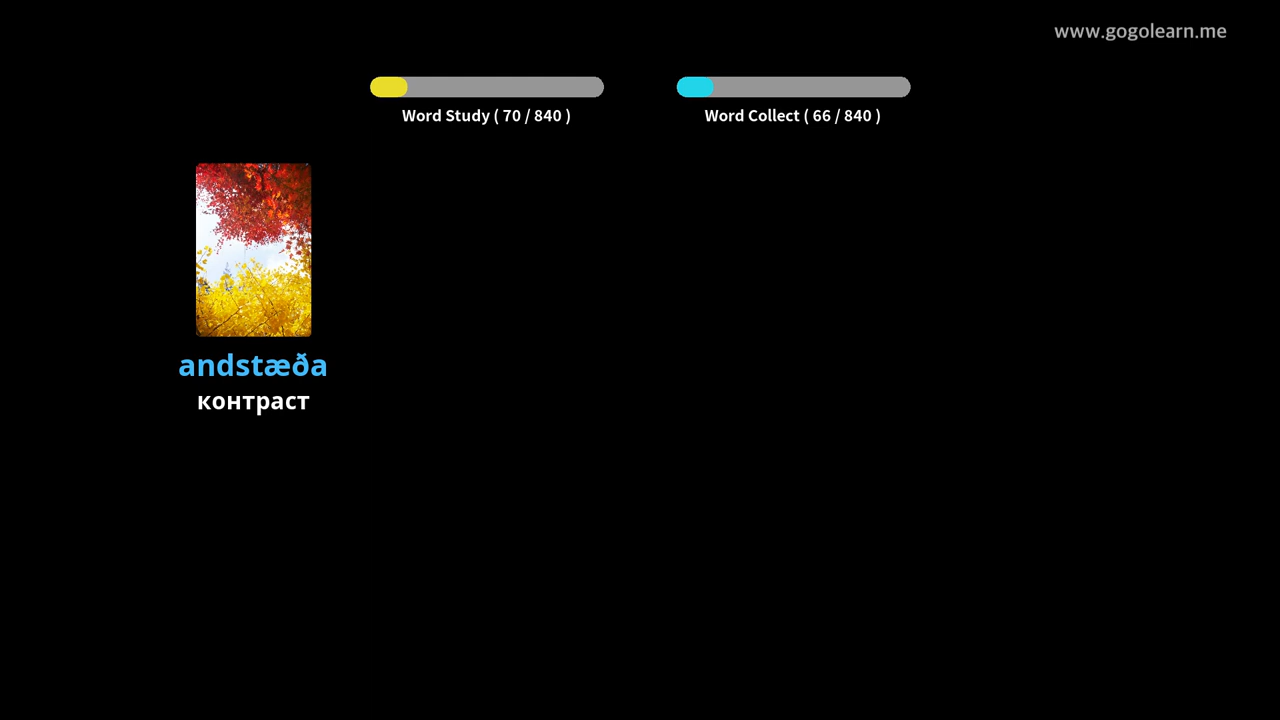 www.gogolearn.me
Word Study ( 70 / 840 )
Word Collect ( 66 / 840 )
andstæða
контраст